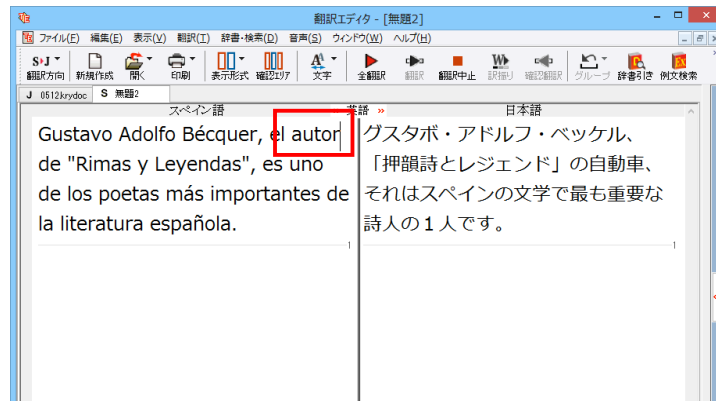 翻訳エディタ - [無題2]
ファイル(F) 編集(E) 表示(V) 翻訳(T) 辞書・検索(D) 音声(S) ウィンドウ(W) ヘルプ(H)
S›J
翻訳方向 新規作成 開く 印刷 表示形式 確認エリア 文字 全翻訳 翻訳 翻訳中止 訳振り 確認翻訳 グループ 辞書引き 例文検索
J 0512krydoc S 無題2
スペイン語 英語 » 日本語
Gustavo Adolfo Bécquer, el autor
de "Rimas y Leyendas", es uno
de los poetas más importantes de
la literatura española.
1
グスタボ・アドルフ・ベッケル、
「押韻詩とレジェンド」の自動車、
それはスペインの文学で最も重要な
詩人の１人です。
1